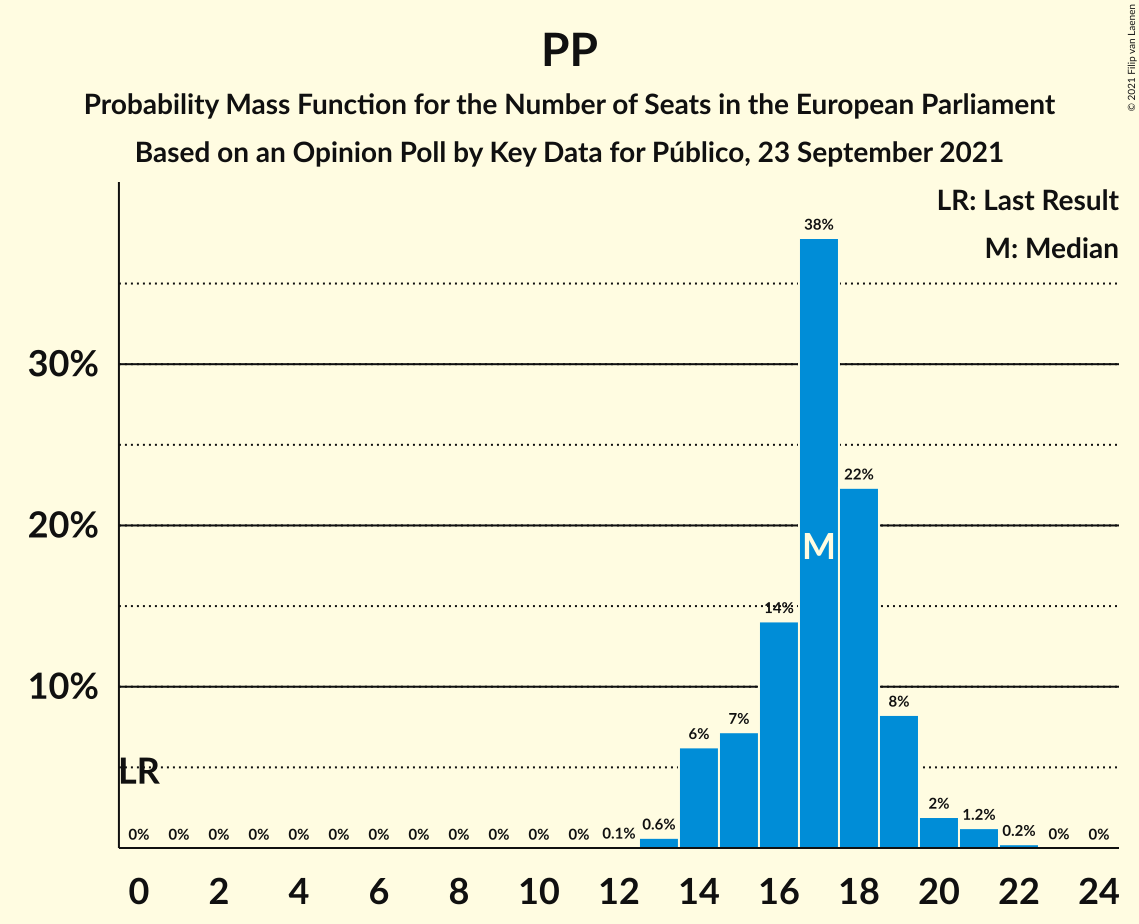 PP
Probability Mass Function for the Number of Seats in the European Parliament
Based on an Opinion Poll by Key Data for Público, 23 September 2021
© 2021 Filip van Laenen
LR: Last Result
M: Median
30%
20%
10%
LR
M
0% 0% 0% 0% 0% 0% 0% 0% 0% 0% 0% 0% 0.1% 0.6% 6% 7% 14% 38% 22% 8% 2% 1.2% 0.2% 0% 0%
0 2 4 6 8 10 12 14 16 18 20 22 24